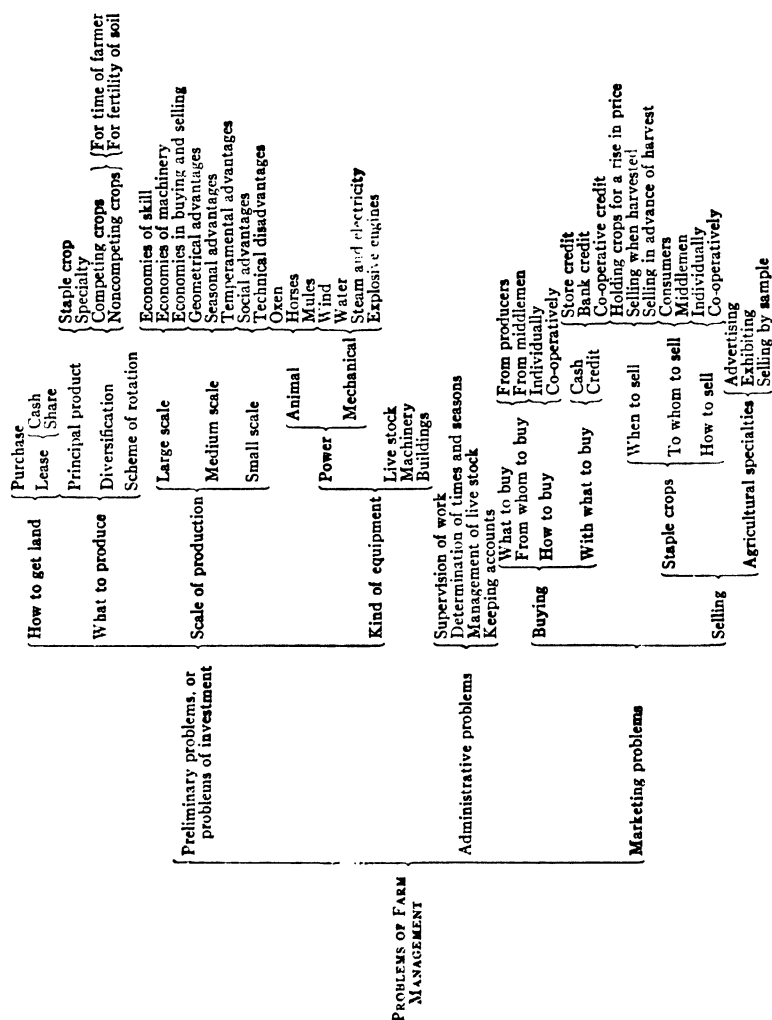 PROBLEMS OF FARM
MANAGEMENT
Preliminary problems, or
problems of investment
How to get land
Purchase
Lease
Cash
Share
What to produce
Principal product
Staple crop
Specialty
Diversification
Competing crops
Noncompeting crops
For time of farmer
For fertility of soil
Scheme of rotation
Scale of production
Large scale
Medium scale
Small scale
Economies of skill
Economies of machinery
Economies in buying and selling
Geometrical advantages
Seasonal advantages
Temperamental advantages
Social advantages
Technical disadvantages
Kind of equipment
Power
Animal
Oxen
Horses
Mules
Mechanical
Wind
Water
Steam and electricity
Explosive engines
Live stock
Machinery
Buildings
Administrative problems
Supervision of work
Determination of times and seasons
Management of live stock
Keeping accounts
Marketing problems
Buying
What to buy
From whom to buy
From producers
From middlemen
How to buy
Individually
Co-operatively
With what to buy
Cash
Credit
Store credit
Bank credit
Co-operative credit
Selling
Staple crops
When to sell
Holding crops for a rise in price
Selling when harvested
Selling in advance of harvest
To whom to sell
Consumers
Middlemen
How to sell
Individually
Co-operatively
Agricultural specialties
Advertising
Exhibiting
Selling by sample